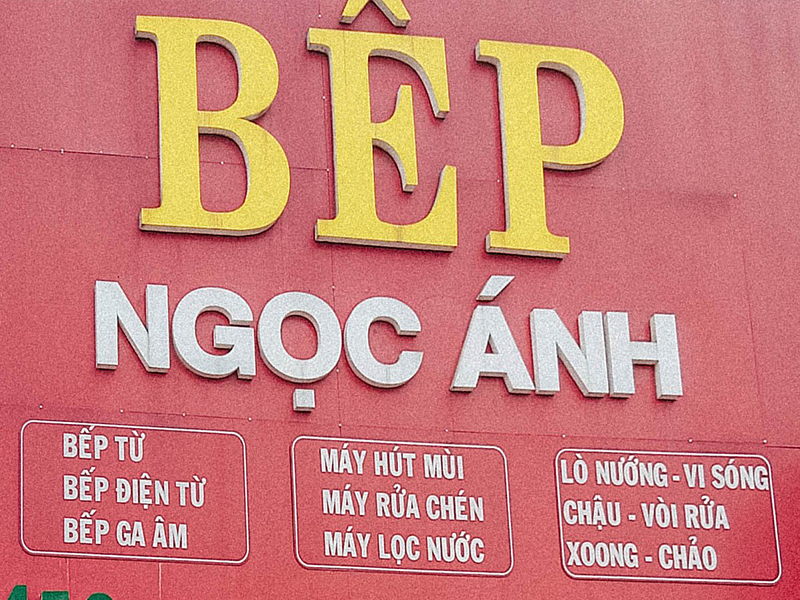 BẾP
NGỌC ÁNH
BẾP TỪ
BẾP ĐIỆN TỪ
BẾP GA ÂM
MÁY HÚT MÙI
MÁY RỬA CHÉN
MÁY LỌC NƯỚC
LÒ NƯỚNG - VI SÓNG
CHẬU - VÒI RỬA
XOONG - CHẢO